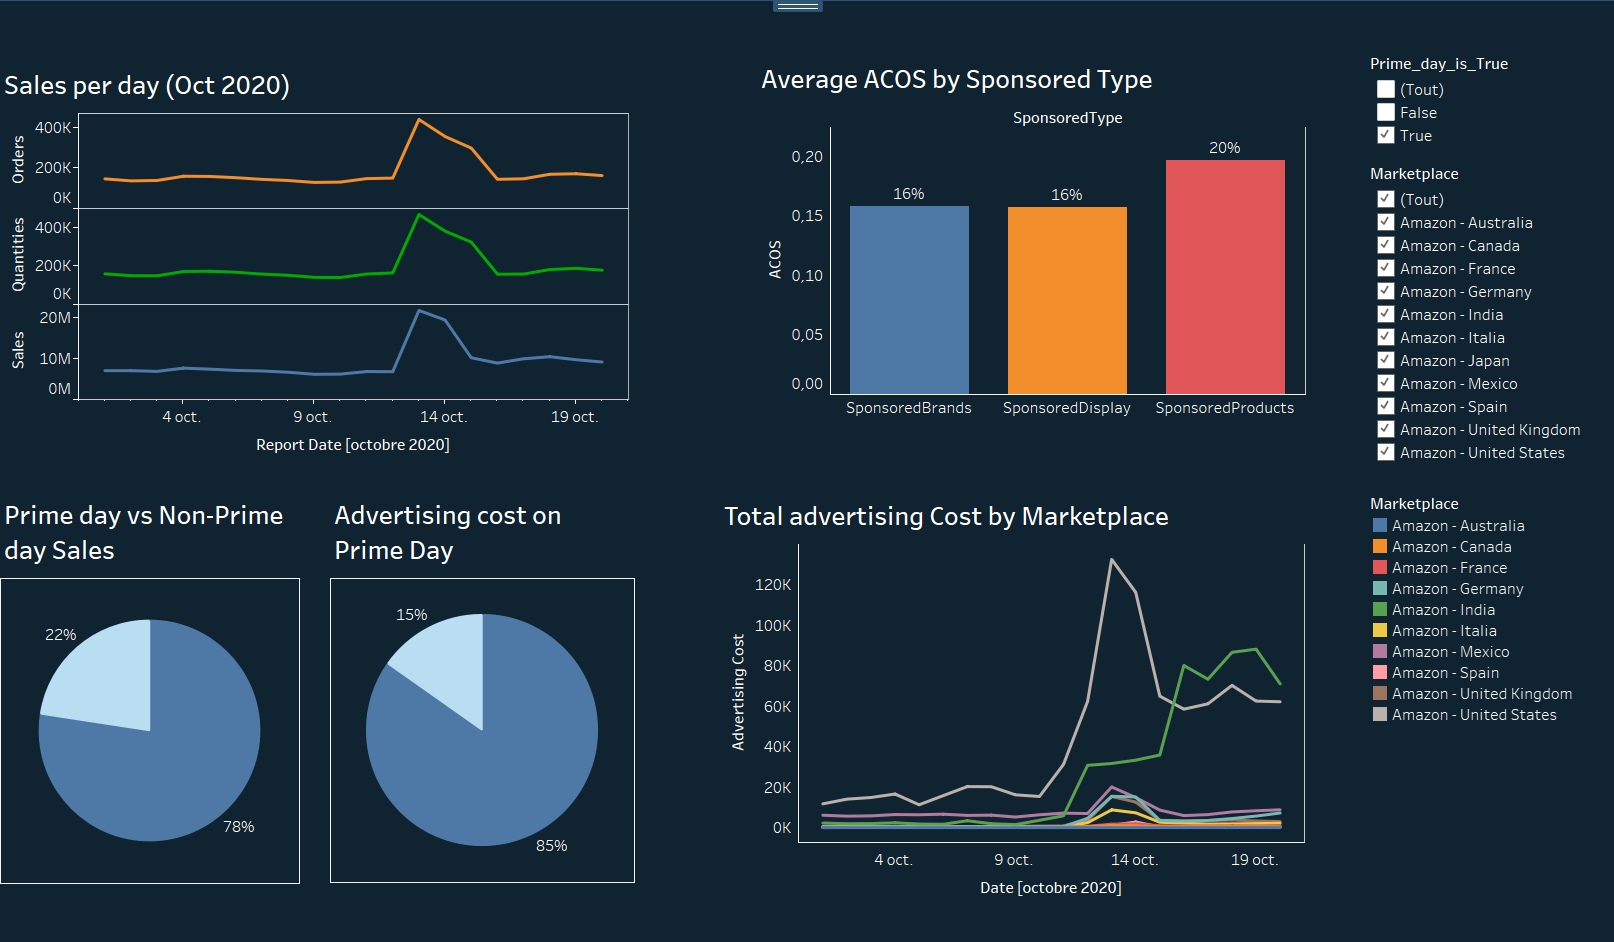 Sales per day (Oct 2020)
Orders
400K
200K
0K
Quantities
400K
200K
0K
Sales
20M
10M
0M
4 oct.
9 oct.
14 oct.
19 oct.
Report Date [octobre 2020]
Average ACOS by Sponsored Type
SponsoredType
ACOS
0,20
0,15
0,10
0,05
0,00
16%
16%
20%
SponsoredBrands
SponsoredDisplay
SponsoredProducts
Prime_day_is_True
(Tout)
False
True
Marketplace
(Tout)
Amazon - Australia
Amazon - Canada
Amazon - France
Amazon - Germany
Amazon - India
Amazon - Italia
Amazon - Japan
Amazon - Mexico
Amazon - Spain
Amazon - United Kingdom
Amazon - United States
Prime day vs Non-Prime
day Sales
22%
78%
Advertising cost on
Prime Day
15%
85%
Total advertising Cost by Marketplace
Advertising Cost
120K
100K
80K
60K
40K
20K
0K
4 oct.
9 oct.
14 oct.
19 oct.
Date [octobre 2020]
Marketplace
Amazon - Australia
Amazon - Canada
Amazon - France
Amazon - Germany
Amazon - India
Amazon - Italia
Amazon - Mexico
Amazon - Spain
Amazon - United Kingdom
Amazon - United States